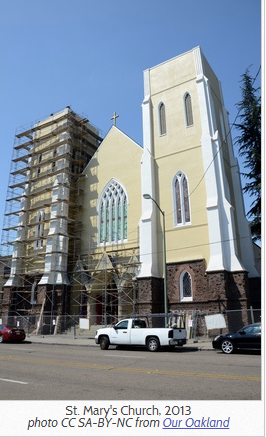 St. Mary's Church. 2013
photo CC SA-BY-NC from Our Oakland